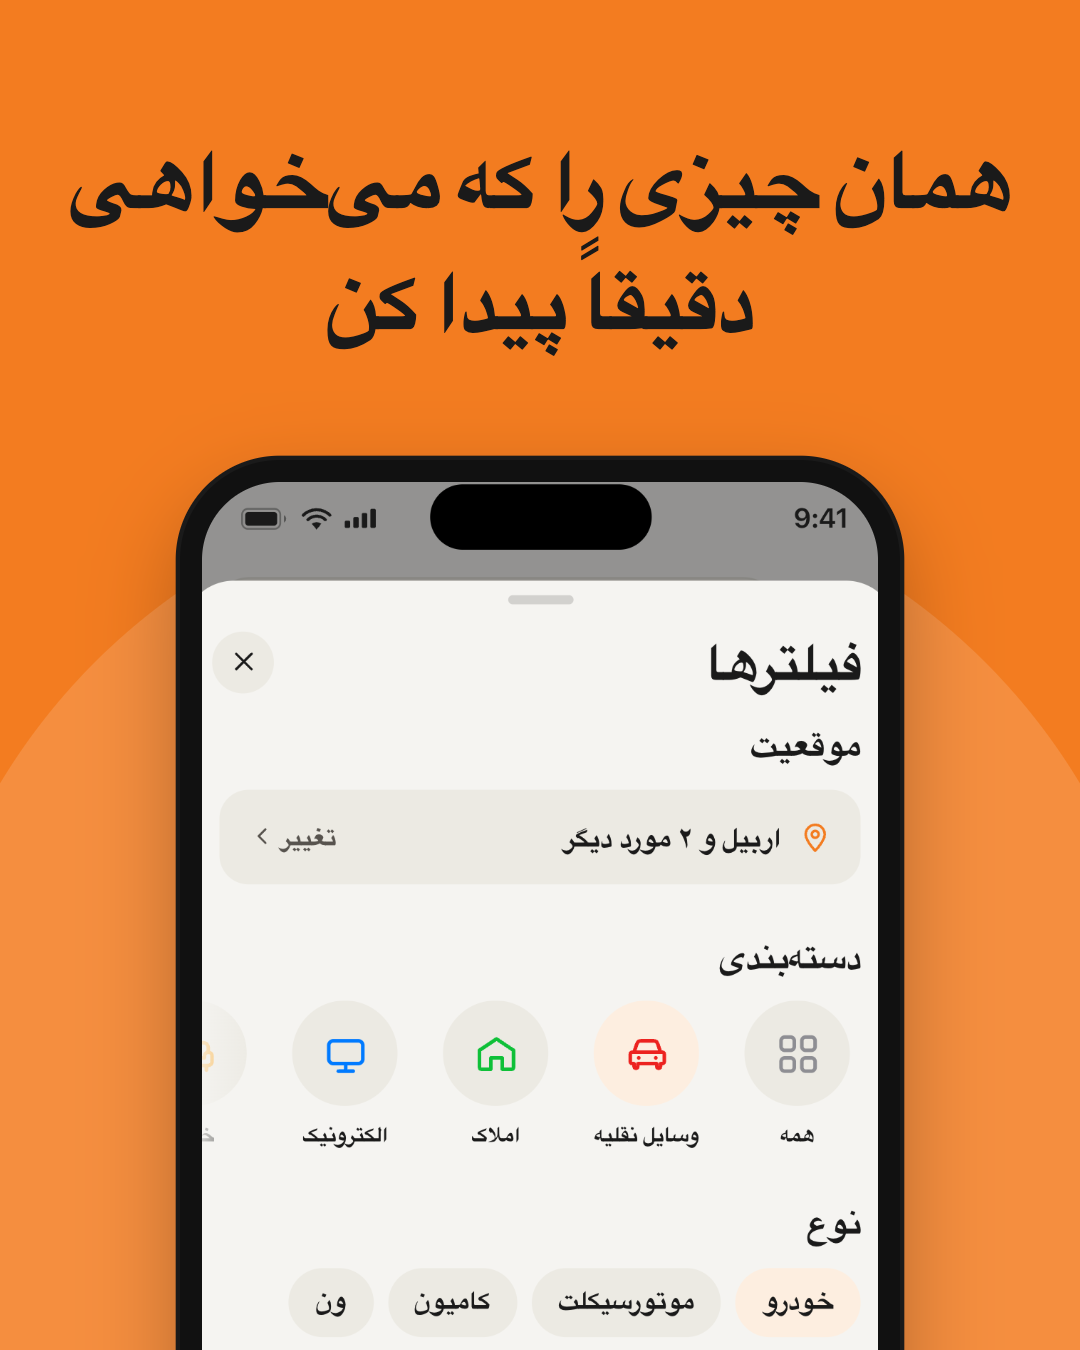 همان چیزی را که می‌خواهی
دقیقاً پیدا کن
9:41
فیلترها
موقعیت
اربیل و ۲ مورد دیگر
تغییر
دسته‌بندی
همه
وسایل نقلیه
املاک
الکترونیک
نوع
خودرو
موتورسیکلت
کامیون
ون